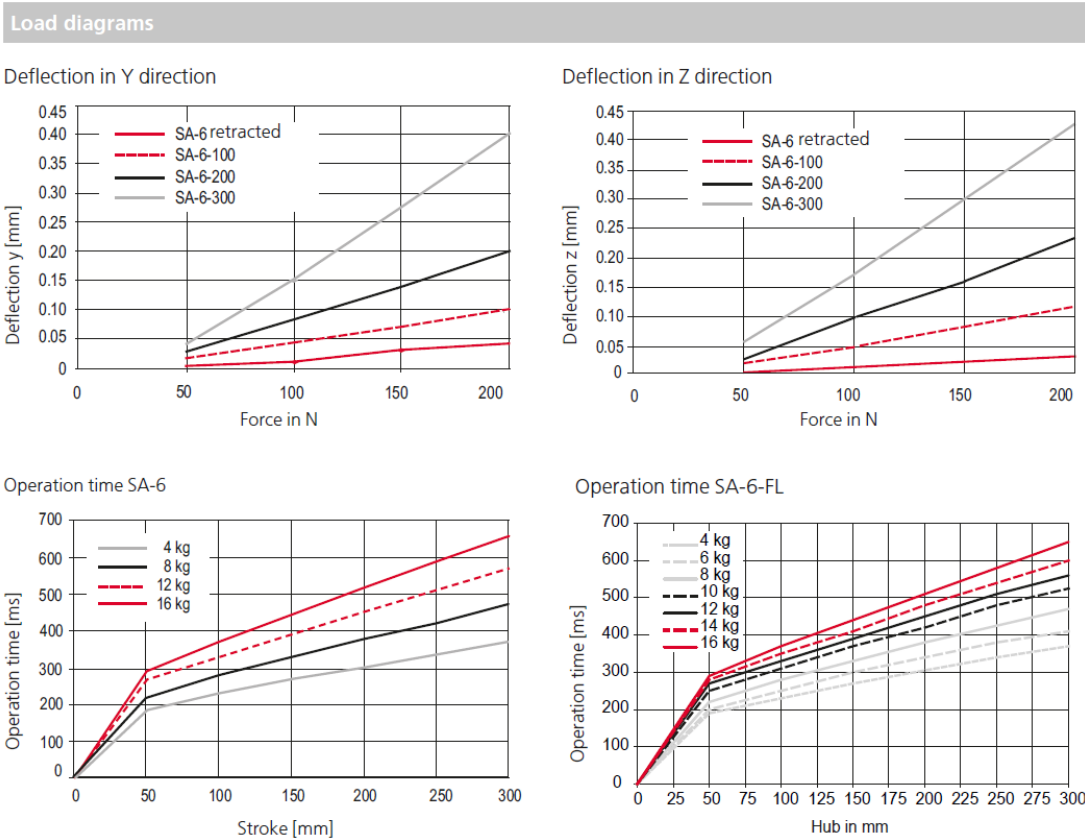 Load diagrams
Deflection in Y direction
0.45
0.40
0.35
0.30
0.25
0.20
0.15
0.10
0.05
0
SA-6 retracted
SA-6-100
SA-6-200
SA-6-300
Deflection y [mm]
0 50 100 150 200
Force in N
Deflection in Z direction
0.45
0.40
0.35
0.30
0.25
0.20
0.15
0.10
0.05
0
SA-6 retracted
SA-6-100
SA-6-200
SA-6-300
Deflection z [mm]
0 50 100 150 200
Force in N
Operation time SA-6
700
600
500
400
300
200
100
0
4 kg
8 kg
12 kg
16 kg
Operation time [ms]
0 50 100 150 200 250 300
Stroke [mm]
Operation time SA-6-FL
700
600
500
400
300
200
100
0
4 kg
6 kg
8 kg
10 kg
12 kg
14 kg
16 kg
Operation time [ms]
0 25 50 75 100 125 150 175 200 225 250 275 300
Hub in mm